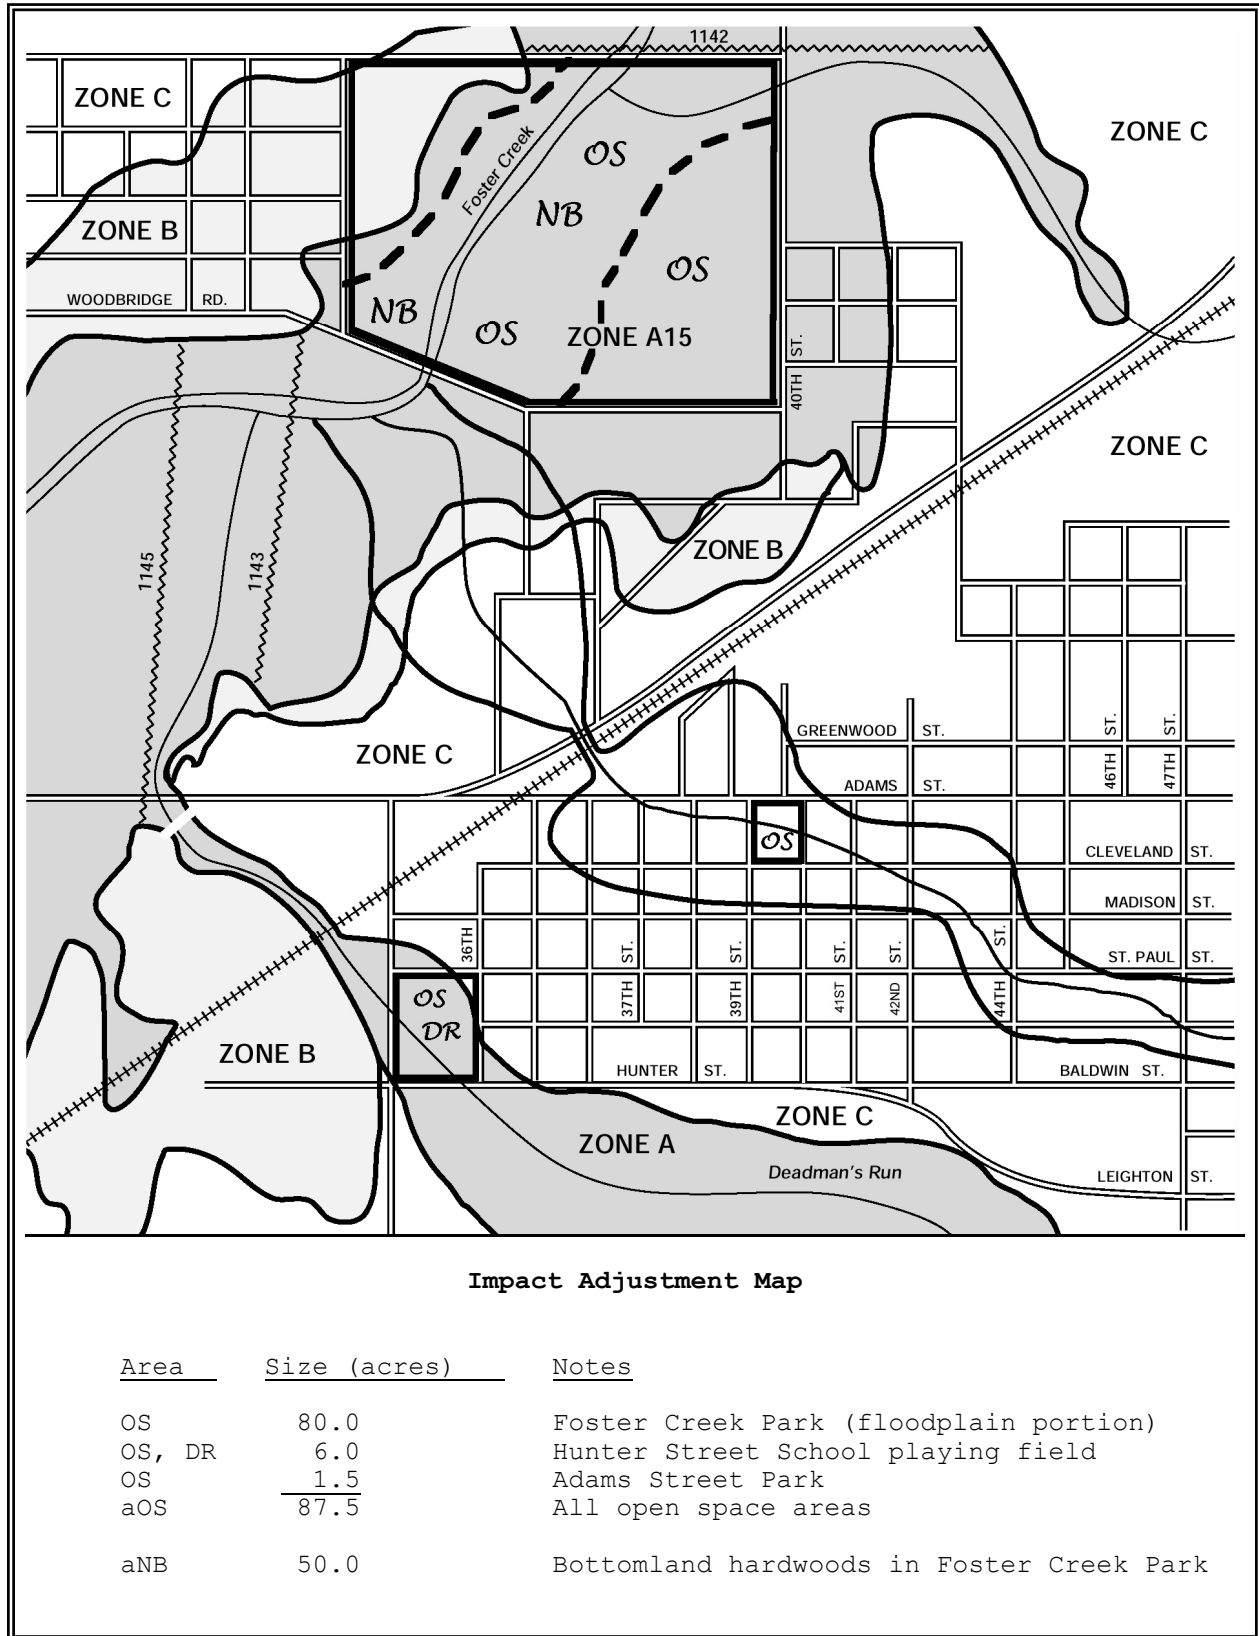 1142
ZONE C
ZONE C
Foster Creek
OS
NB
ZONE B
OS
WOODBRIDGE RD.
NB
OS
ZONE A15
40TH ST.
ZONE C
1145
1143
ZONE B
GREENWOOD ST.
46TH ST.
47TH ST.
ZONE C
ADAMS ST.
OS
CLEVELAND ST.
MADISON ST.
36TH
ST. PAUL ST.
37TH ST.
39TH ST.
41ST ST.
42ND ST.
44TH ST.
OS
DR
ZONE B
HUNTER ST.
BALDWIN ST.
ZONE C
ZONE A
Deadman's Run
LEIGHTON ST.
Impact Adjustment Map
Area Size (acres) Notes
OS 80.0 Foster Creek Park (floodplain portion)
OS, DR 6.0 Hunter Street School playing field
OS 1.5 Adams Street Park
aOS 87.5 All open space areas
aNB 50.0 Bottomland hardwoods in Foster Creek Park